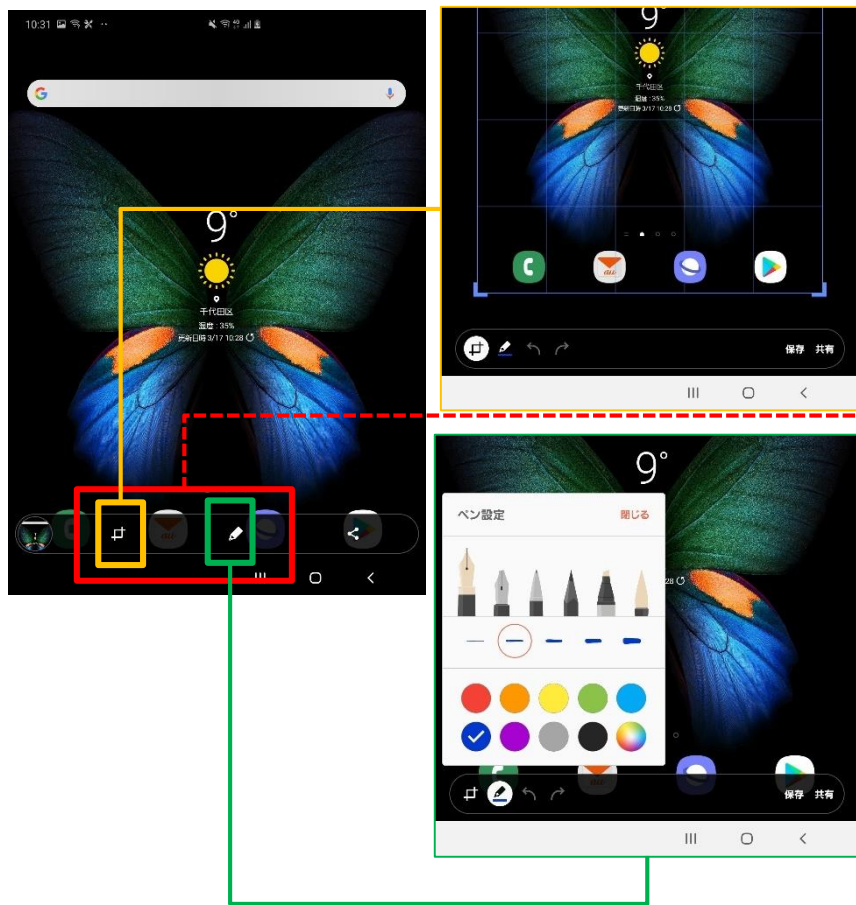 10:31
9°
千代田区
湿度 : 35%
更新日時 3/17 10:28
9°
千代田区
湿度 : 35%
更新日時 3/17 10:28
au
保存 共有
9°
28
ペン設定 閉じる
保存 共有